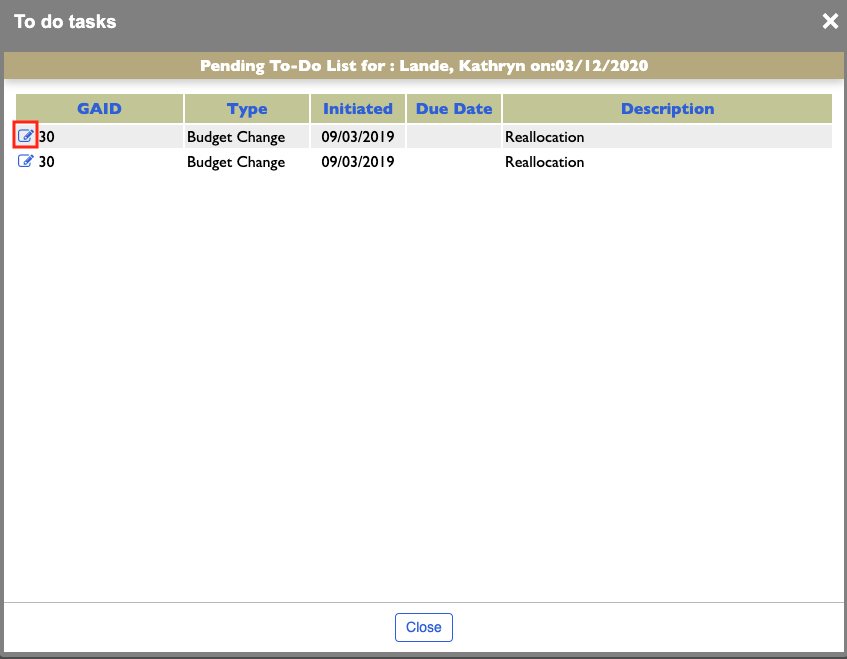 To do tasks
Pending To-Do List for : Lande, Kathryn on:03/12/2020
GAID Type Initiated Due Date Description
30 Budget Change 09/03/2019 Reallocation
30 Budget Change 09/03/2019 Reallocation
Close